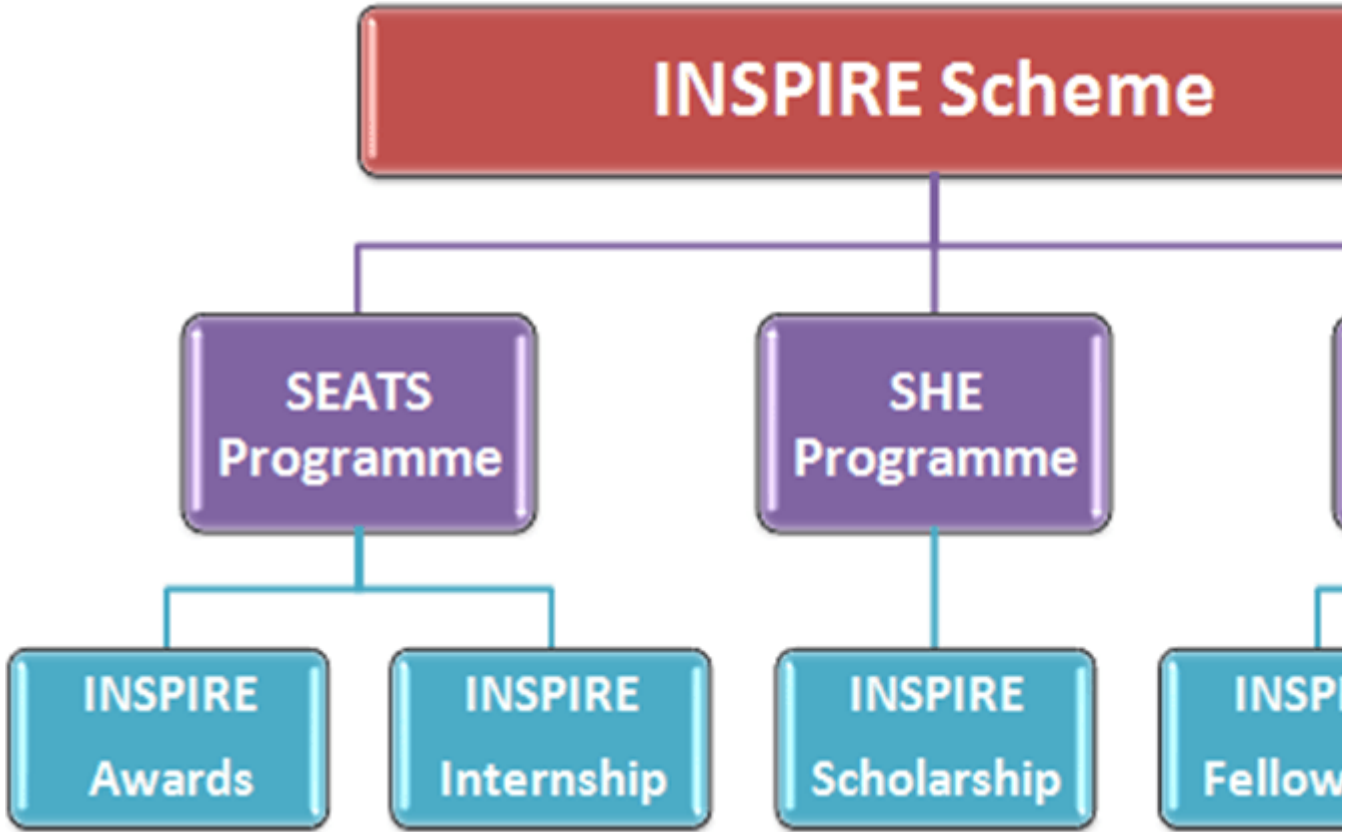 INSPIRE Scheme
SEATS
Programme
SHE
Programme
INSPIRE
Awards
INSPIRE
Internship
INSPIRE
Scholarship